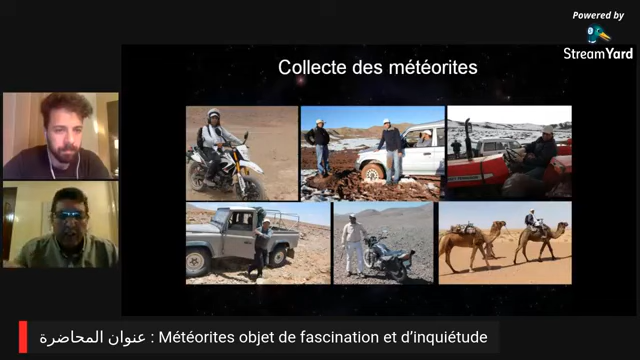 Powered by
StreamYard
Collecte des météorites
عنوان المحاضرة : Météorites objet de fascination et d’inquiétude